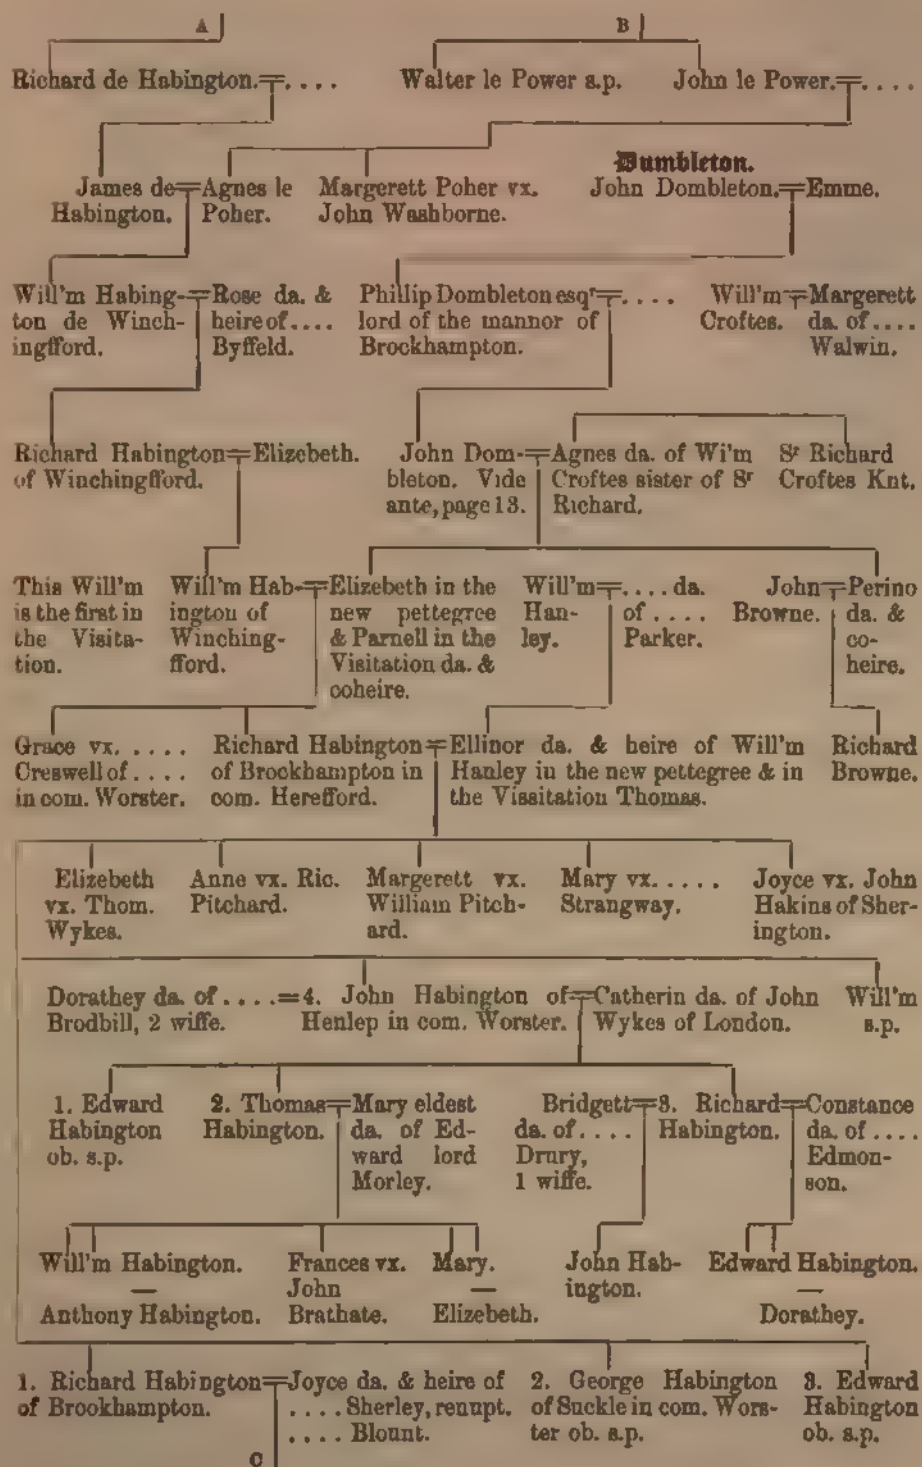 A B
Richard de Habington.=.... Walter le Power s.p. John le Power.=....
Dumbleton.
James de=Agnes le Margerett Poher vx. John Dombleton.=Emme.
Habington. Poher. John Washborne.
Will'm Habing-=Rose da. & Phillip Dombleton esqr=.... Will'm=Margerett
ton de Winch- heire of.... lord of the mannor of Croftes. da. of....
ingfford. Byffeld. Brockhampton. Walwin.
Richard Habington=Elizebeth. John Dom-=Agnes da. of Wi'm Sr Richard
of Winchingfford. bleton. Vide Croftes sister of Sr Croftes Knt.
ante, page 13. Richard.
This Will'm Will'm Hab-=Elizebeth in the Will'm=....da. John=Perino
is the first in ington of new pettegree Han- of .... Browne. da. &
the Visita- Winching- & Parnell in the ley. Parker. co-
tion. fford. Visitation da. & heire.
coheire.
Grace vx. .... Richard Habington=Ellinor da. & heire of Will'm Richard
Creswell of.... of Brockhampton in Hanley in the new pettegree & in Browne.
in com. Worster. com. Herefford. the Vissitation Thomas.
Elizebeth Anne vx. Ric. Margerett vx. Mary vx..... Joyce vx. John
vx. Thom. Pitchard. William Pitch- Strangway. Hakins of Sher-
Wykes. ard. ington.
Dorathey da. of....=4. John Habington of=Catherin da. of John Will'm
Brodbill, 2 wiffe. Henlep in com. Worster. Wykes of London. s.p.
1. Edward 2. Thomas=Mary eldest Bridgett=3. Richard=Constance
Habington Habington. da. of Ed- da. of.... Habington. da. of....
ob. s.p. ward lord Drury, Edmon-
Morley. 1 wiffe. son.
Will'm Habington. Frances vx. Mary. John Hab- Edward Habington.
— John — ington. —
Anthony Habington. Brathate. Elizebeth. Dorathey.
1. Richard Habington=Joyce da. & heire of 2. George Habington 3. Edward
of Brookhampton. ....Sherley, renupt. of Suckle in com. Wors- Habington
.... Blount. ter ob. s.p. ob. s.p.
C